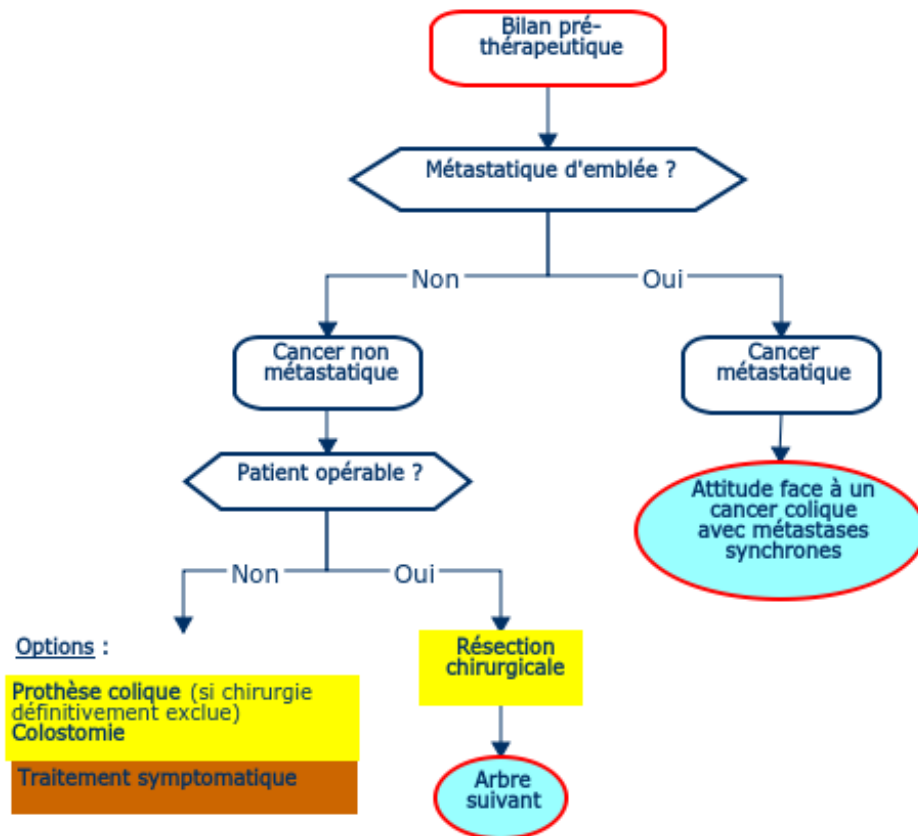 Bilan pré-
thérapeutique
Métastatique d'emblée ?
Non
Oui
Cancer non
métastatique
Cancer
métastatique
Patient opérable ?
Attitude face à un
cancer colique
avec métastases
synchrones
Non
Oui
Options :
Prothèse colique (si chirurgie
définitivement exclue)
Colostomie
Traitement symptomatique
Résection
chirurgicale
Arbre
suivant